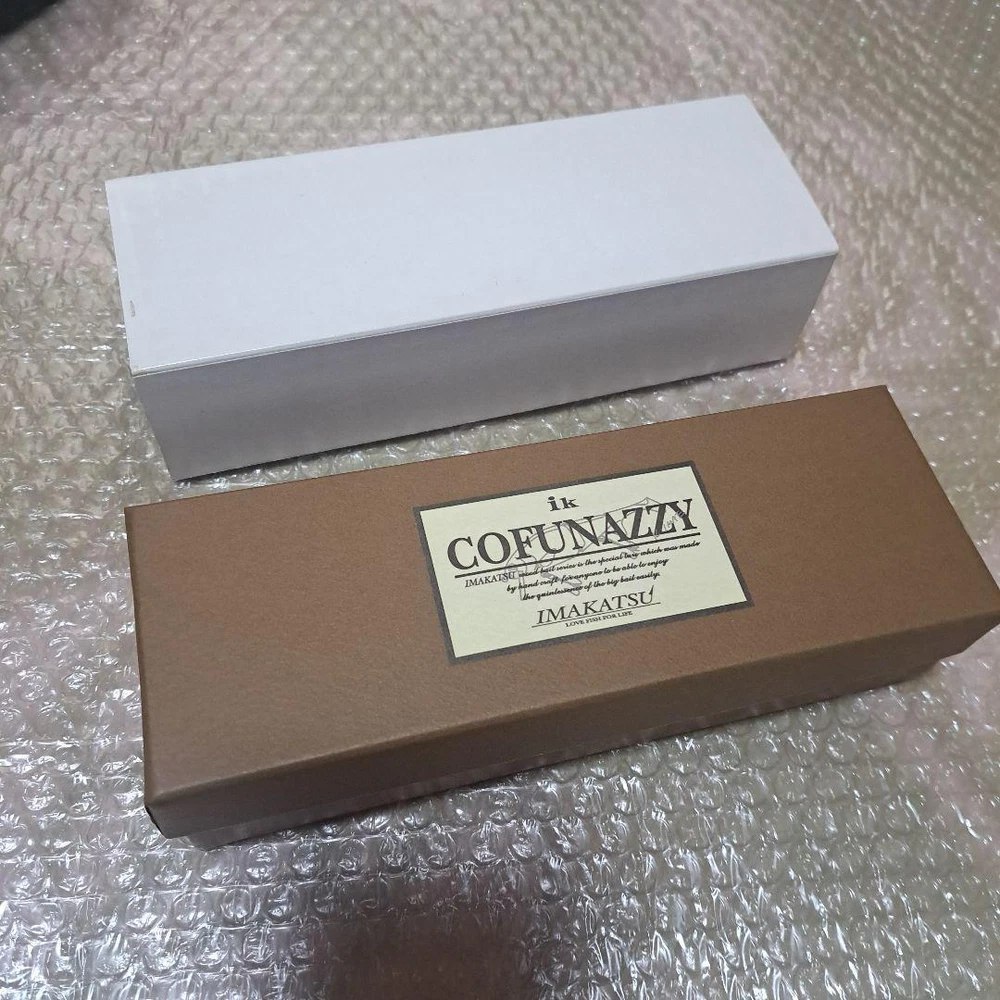 ik
COFUNAZZY
IMAKATSU wood bait series is the special lure which was made
by hand craft for anyone to be able to enjoy
the quintessence of the big bait easily.
IMAKATSU
LOVE FISH FOR LIFE